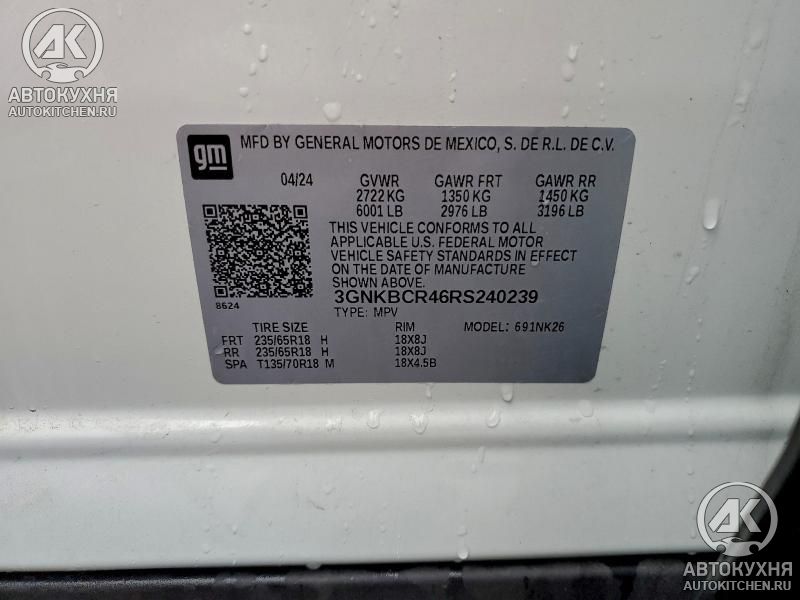 AK
АВТОКУХНЯ
AUTOKITCHEN.RU
gm
MFD BY GENERAL MOTORS DE MEXICO, S. DE R.L. DE C.V.
04/24 GVWR GAWR FRT GAWR RR
2722 KG 1350 KG 1450 KG
6001 LB 2976 LB 3196 LB
THIS VEHICLE CONFORMS TO ALL
APPLICABLE U.S. FEDERAL MOTOR
VEHICLE SAFETY STANDARDS IN EFFECT
ON THE DATE OF MANUFACTURE
SHOWN ABOVE.
8624
3GNKBCR46RS240239
TYPE: MPV
TIRE SIZE RIM MODEL: 691NK26
FRT 235/65R18 H 18X8J
RR 235/65R18 H 18X8J
SPA T135/70R18 M 18X4.5B
AK
АВТОКУХНЯ
AUTOKITCHEN.RU